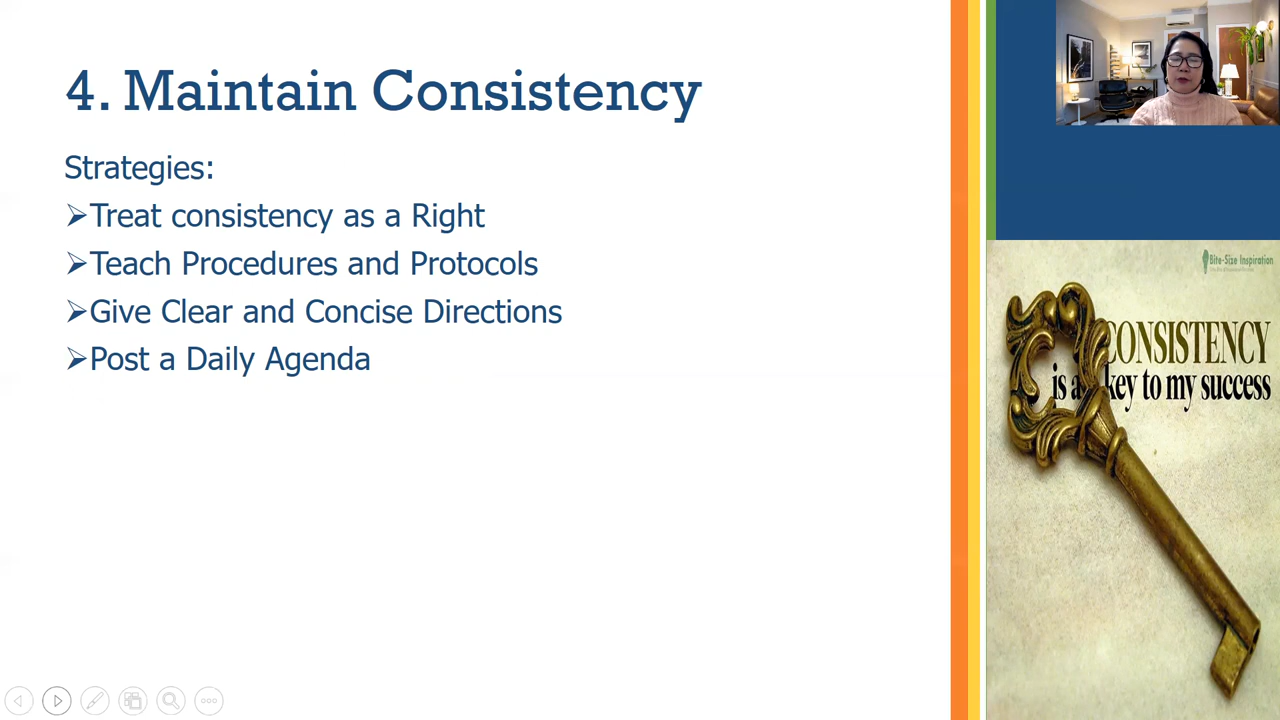 4. Maintain Consistency
Strategies:
➢Treat consistency as a Right
➢Teach Procedures and Protocols
➢Give Clear and Concise Directions
➢Post a Daily Agenda
Bite-Size Inspiration
CONSISTENCY
is a key to my success